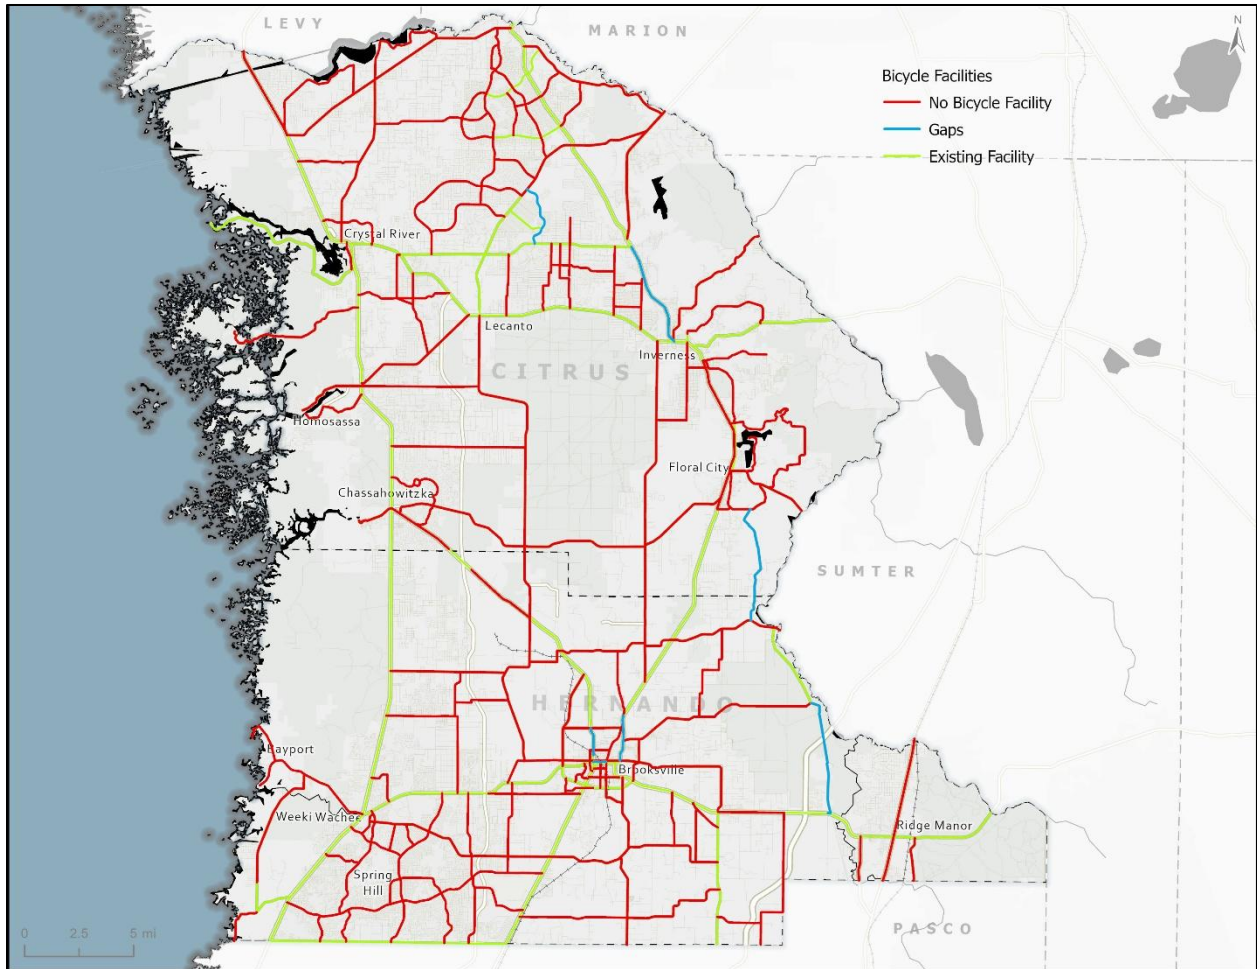 LEVY
MARION
N
Bicycle Facilities
No Bicycle Facility
Gaps
Existing Facility
Crystal River
Lecanto
Inverness
CITRUS
Homosassa
Floral City
Chassahowitzka
SUMTER
HERNANDO
Bayport
Brooksville
Weeki Wachee
Ridge Manor
Spring
Hill
PASCO
0 2.5 5 mi